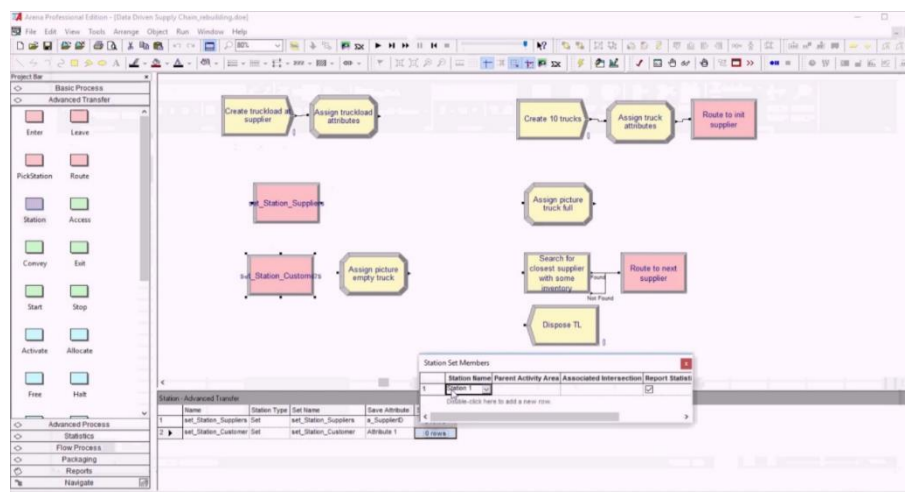 Arena Professional Edition - [Data Driven Supply Chain_rebuilding.doe]
File Edit View Tools Arrange Object Run Window Help
80%
Project Bar
Basic Process
Advanced Transfer
Enter Leave
PickStation Route
Station Access
Convey Exit
Start Stop
Activate Allocate
Free Halt
Advanced Process
Statistics
Flow Process
Packaging
Reports
Navigate
Create truckload at
supplier
Assign truckload
attributes
Create 10 trucks
Assign truck
attributes
Route to init
supplier
set_Station_Suppliers
Assign picture
truck full
set_Station_Customers
Assign picture
empty truck
Search for
closest supplier
with some
inventory
Found
Not Found
Route to next
supplier
Dispose TL
Station Set Members
Station Name Parent Activity Area Associated Intersection Report Statisti
1 Station 1
Double-click here to add a new row.
Station - Advanced Transfer
Name Station Type Set Name Save Attribute
1 set_Station_Suppliers Set set_Station_Suppliers a_SupplierID
2 set_Station_Customer Set set_Station_Customer Attribute 1 0 rows